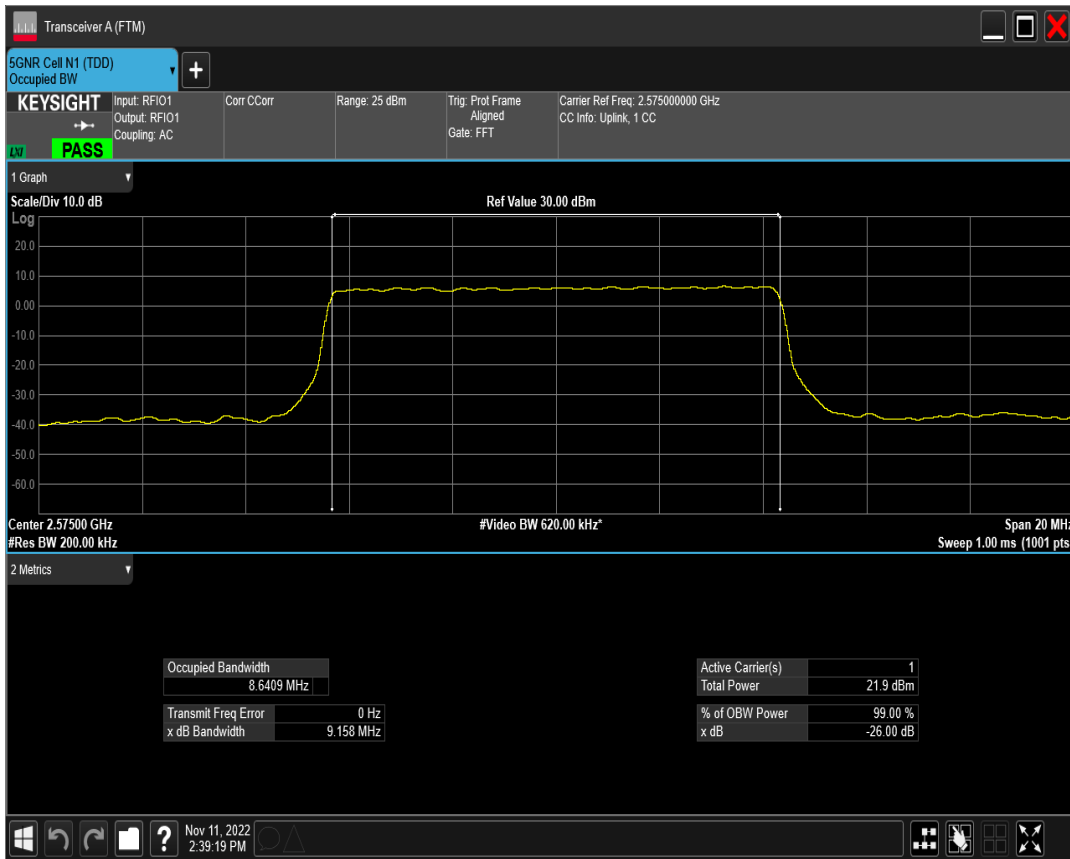 Transceiver A (FTM)
5GNR Cell N1 (TDD)
Occupied BW
+
KEYSIGHT
LXI
PASS
Input: RFIO1
Output: RFIO1
Coupling: AC
Corr CCorr
Range: 25 dBm
Trig: Prot Frame
Aligned
Gate: FFT
Carrier Ref Freq: 2.575000000 GHz
CC Info: Uplink, 1 CC
1 Graph
Scale/Div 10.0 dB
Ref Value 30.00 dBm
Log
20.0
10.0
0.00
-10.0
-20.0
-30.0
-40.0
-50.0
-60.0
Center 2.57500 GHz
#Video BW 620.00 kHz*
Span 20 MHz
#Res BW 200.00 kHz
Sweep 1.00 ms (1001 pts
2 Metrics
Occupied Bandwidth
8.6409 MHz
Transmit Freq Error 0 Hz
x dB Bandwidth 9.158 MHz
Active Carrier(s) 1
Total Power 21.9 dBm
% of OBW Power 99.00 %
x dB -26.00 dB
?
Nov 11, 2022
2:39:19 PM